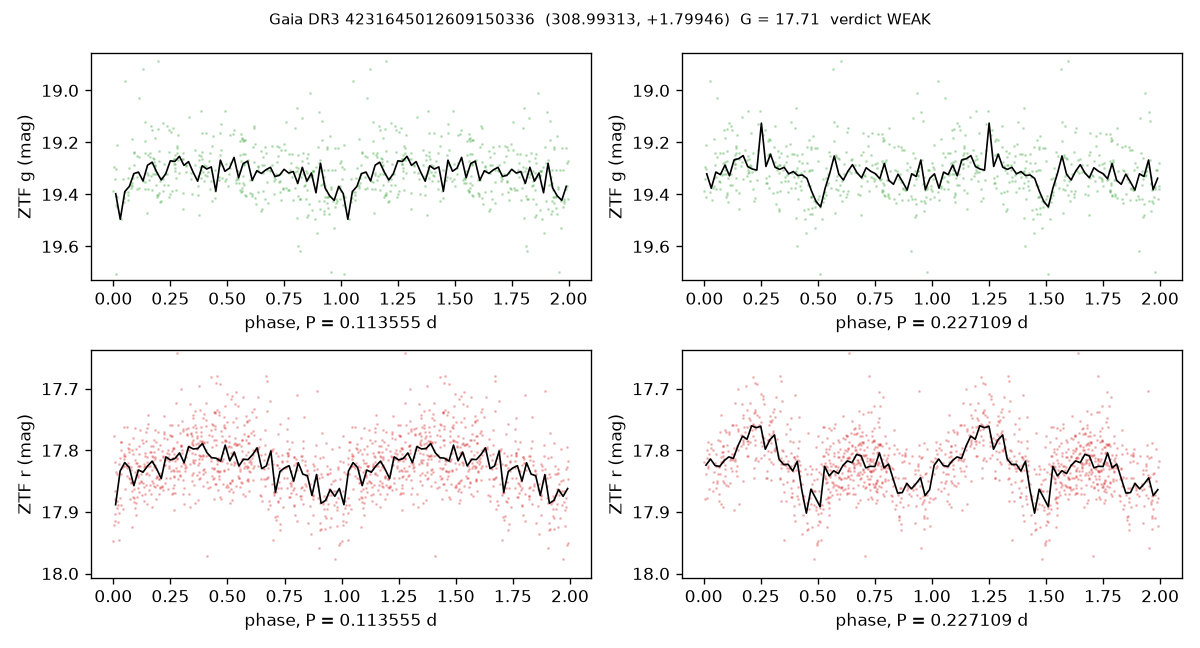 Gaia DR3 4231645012609150336 (308.99313, +1.79946) G = 17.71 verdict WEAK
ZTF g (mag)
19.0
19.2
19.4
19.6
0.00 0.25 0.50 0.75 1.00 1.25 1.50 1.75 2.00
phase, P = 0.113555 d
ZTF g (mag)
19.0
19.2
19.4
19.6
0.00 0.25 0.50 0.75 1.00 1.25 1.50 1.75 2.00
phase, P = 0.227109 d
ZTF r (mag)
17.7
17.8
17.9
18.0
0.00 0.25 0.50 0.75 1.00 1.25 1.50 1.75 2.00
phase, P = 0.113555 d
ZTF r (mag)
17.7
17.8
17.9
18.0
0.00 0.25 0.50 0.75 1.00 1.25 1.50 1.75 2.00
phase, P = 0.227109 d